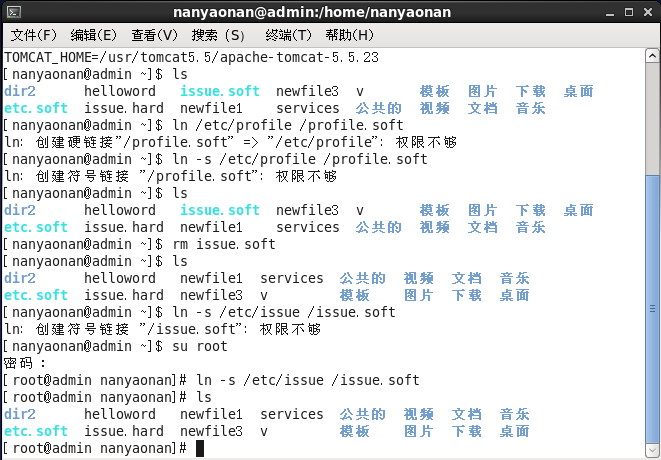 nanyaonan@admin:/home/nanyaonan
文件(F) 编辑(E) 查看(V) 搜索 (S) 终端(T) 帮助(H)
TOMCAT_HOME=/usr/tomcat5.5/apache-tomcat-5.5.23
[nanyaonan@admin ~]$ ls
dir2 helloword issue.soft newfile3 v 模板 图片 下载 桌面
etc.soft issue.hard newfile1 services 公共的 视频 文档 音乐
[nanyaonan@admin ~]$ ln /etc/profile /profile.soft
ln: 创建硬链接"/profile.soft" => "/etc/profile": 权限不够
[nanyaonan@admin ~]$ ln -s /etc/profile /profile.soft
ln: 创建符号链接 "/profile.soft": 权限不够
[nanyaonan@admin ~]$ ls
dir2 helloword issue.soft newfile3 v 模板 图片 下载 桌面
etc.soft issue.hard newfile1 services 公共的 视频 文档 音乐
[nanyaonan@admin ~]$ rm issue.soft
[nanyaonan@admin ~]$ ls
dir2 helloword newfile1 services 公共的 视频 文档 音乐
etc.soft issue.hard newfile3 v 模板 图片 下载 桌面
[nanyaonan@admin ~]$ ln -s /etc/issue /issue.soft
ln: 创建符号链接 "/issue.soft": 权限不够
[nanyaonan@admin ~]$ su root
密码：
[root@admin nanyaonan]# ln -s /etc/issue /issue.soft
[root@admin nanyaonan]# ls
dir2 helloword newfile1 services 公共的 视频 文档 音乐
etc.soft issue.hard newfile3 v 模板 图片 下载 桌面
[root@admin nanyaonan]#